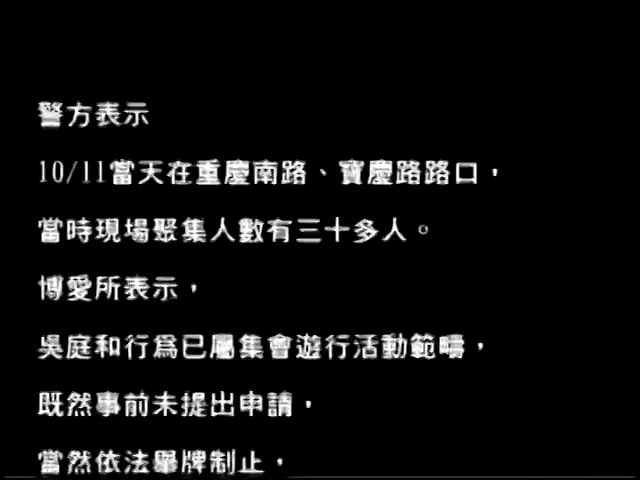 警方表示
10/11當天在重慶南路、寶慶路路口，
當時現場聚集人數有三十多人。
博愛所表示，
吳庭和行為已屬集會遊行活動範疇，
既然事前未提出申請，
當然依法舉牌制止，